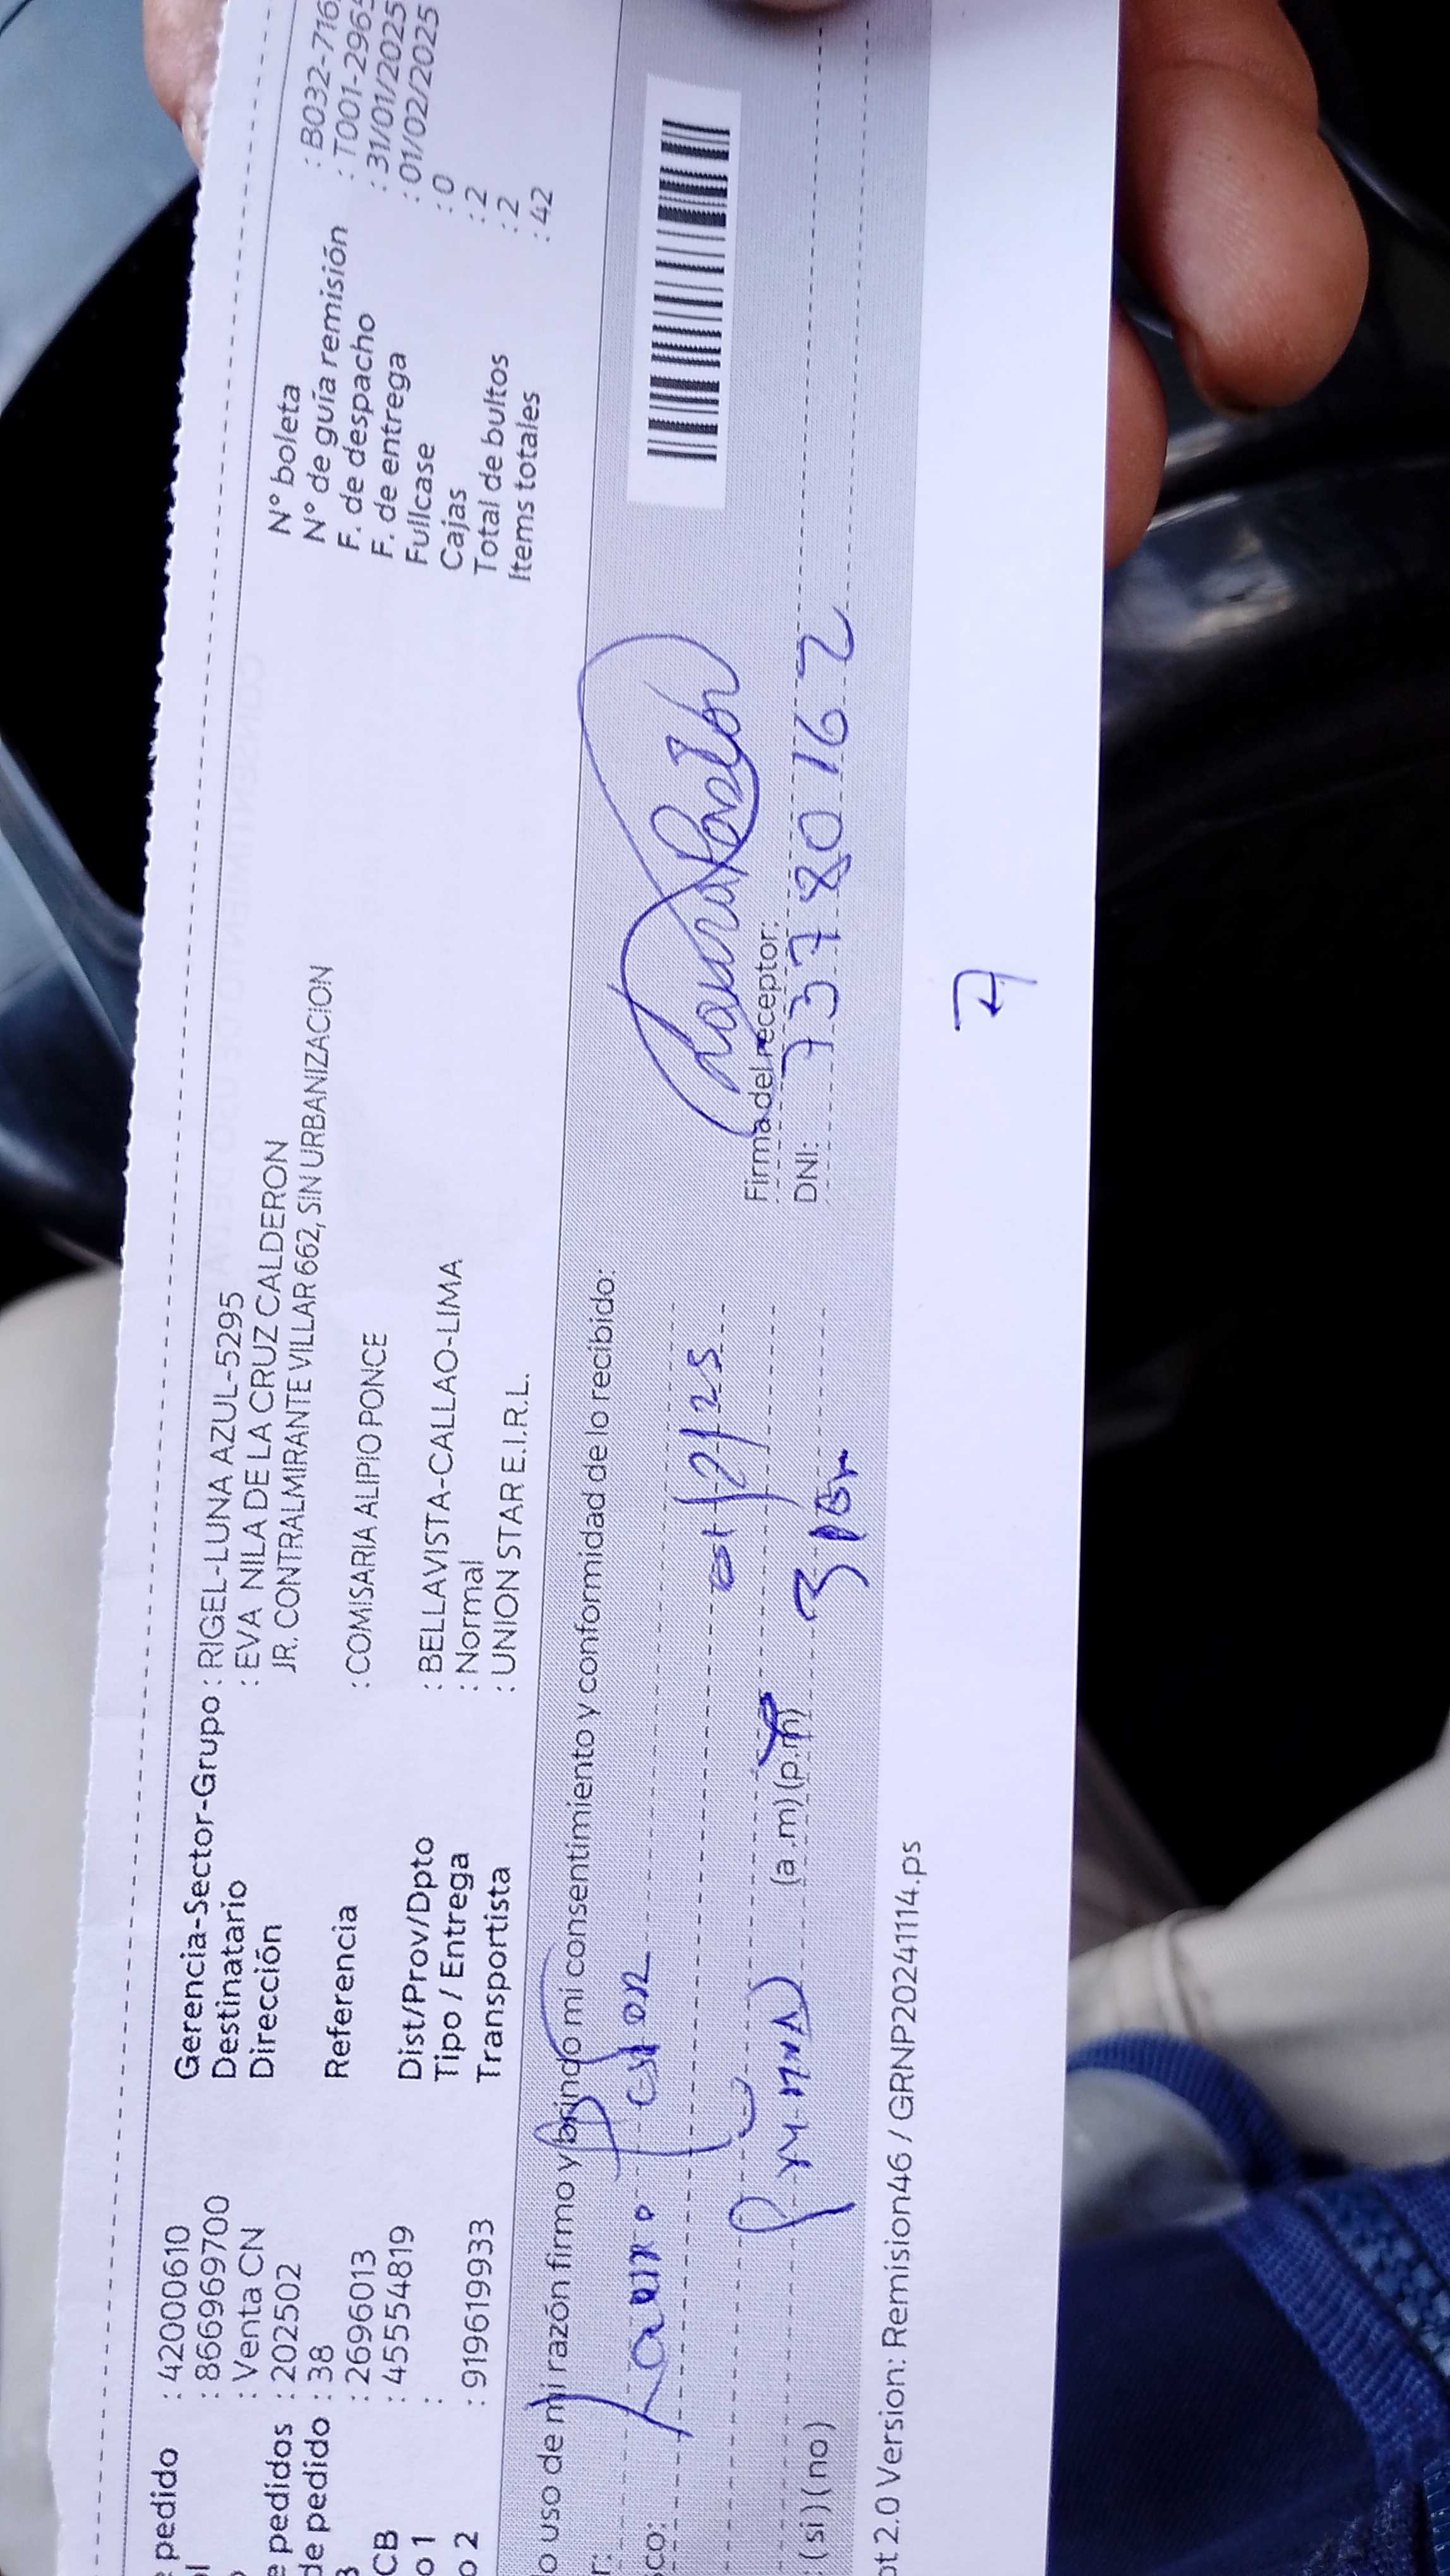 pedido : 42000610
: 866969700
: Venta CN
pedidos : 202502
de pedido : 38
: 2696013
CB : 45554819
o 1 :
o 2 : 919619933
Gerencia-Sector-Grupo : RIGEL-LUNA AZUL-5295
Destinatario : EVA NILA DE LA CRUZ CALDERON
Dirección JR. CONTRALMIRANTE VILLAR 662, SIN URBANIZACION
Referencia : COMISARIA ALIPIO PONCE
Dist/Prov/Dpto : BELLAVISTA-CALLAO-LIMA
Tipo / Entrega : Normal
Transportista : UNION STAR E.I.R.L.
N° boleta : B032-716
N° de guía remisión : T001-296
F. de despacho : 31/01/2025
F. de entrega : 01/02/2025
Fullcase : 0
Cajas : 2
Total de bultos : 2
Items totales : 42
o uso de mi razón firmo y brindo mi consentimiento y conformidad de lo recibido:
r:
sco:
(a .m) (p.m)
: (si) (no)
Firma del receptor:
DNI: 73780162
ot 2.0 Version: Remision46 / GRNP20241114.ps